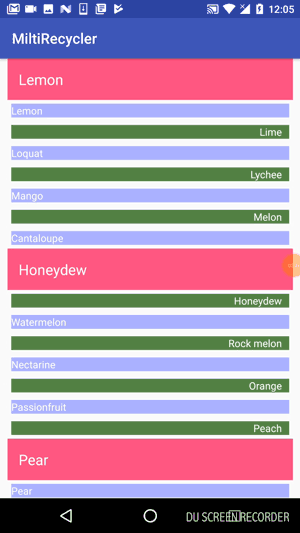 12:05
MiltiRecycler
Lemon
Lemon
Lime
Loquat
Lychee
Mango
Melon
Cantaloupe
Honeydew
Honeydew
Watermelon
Rock melon
Nectarine
Orange
Passionfruit
Peach
Pear
Pear
DU SCREEN RECORDER